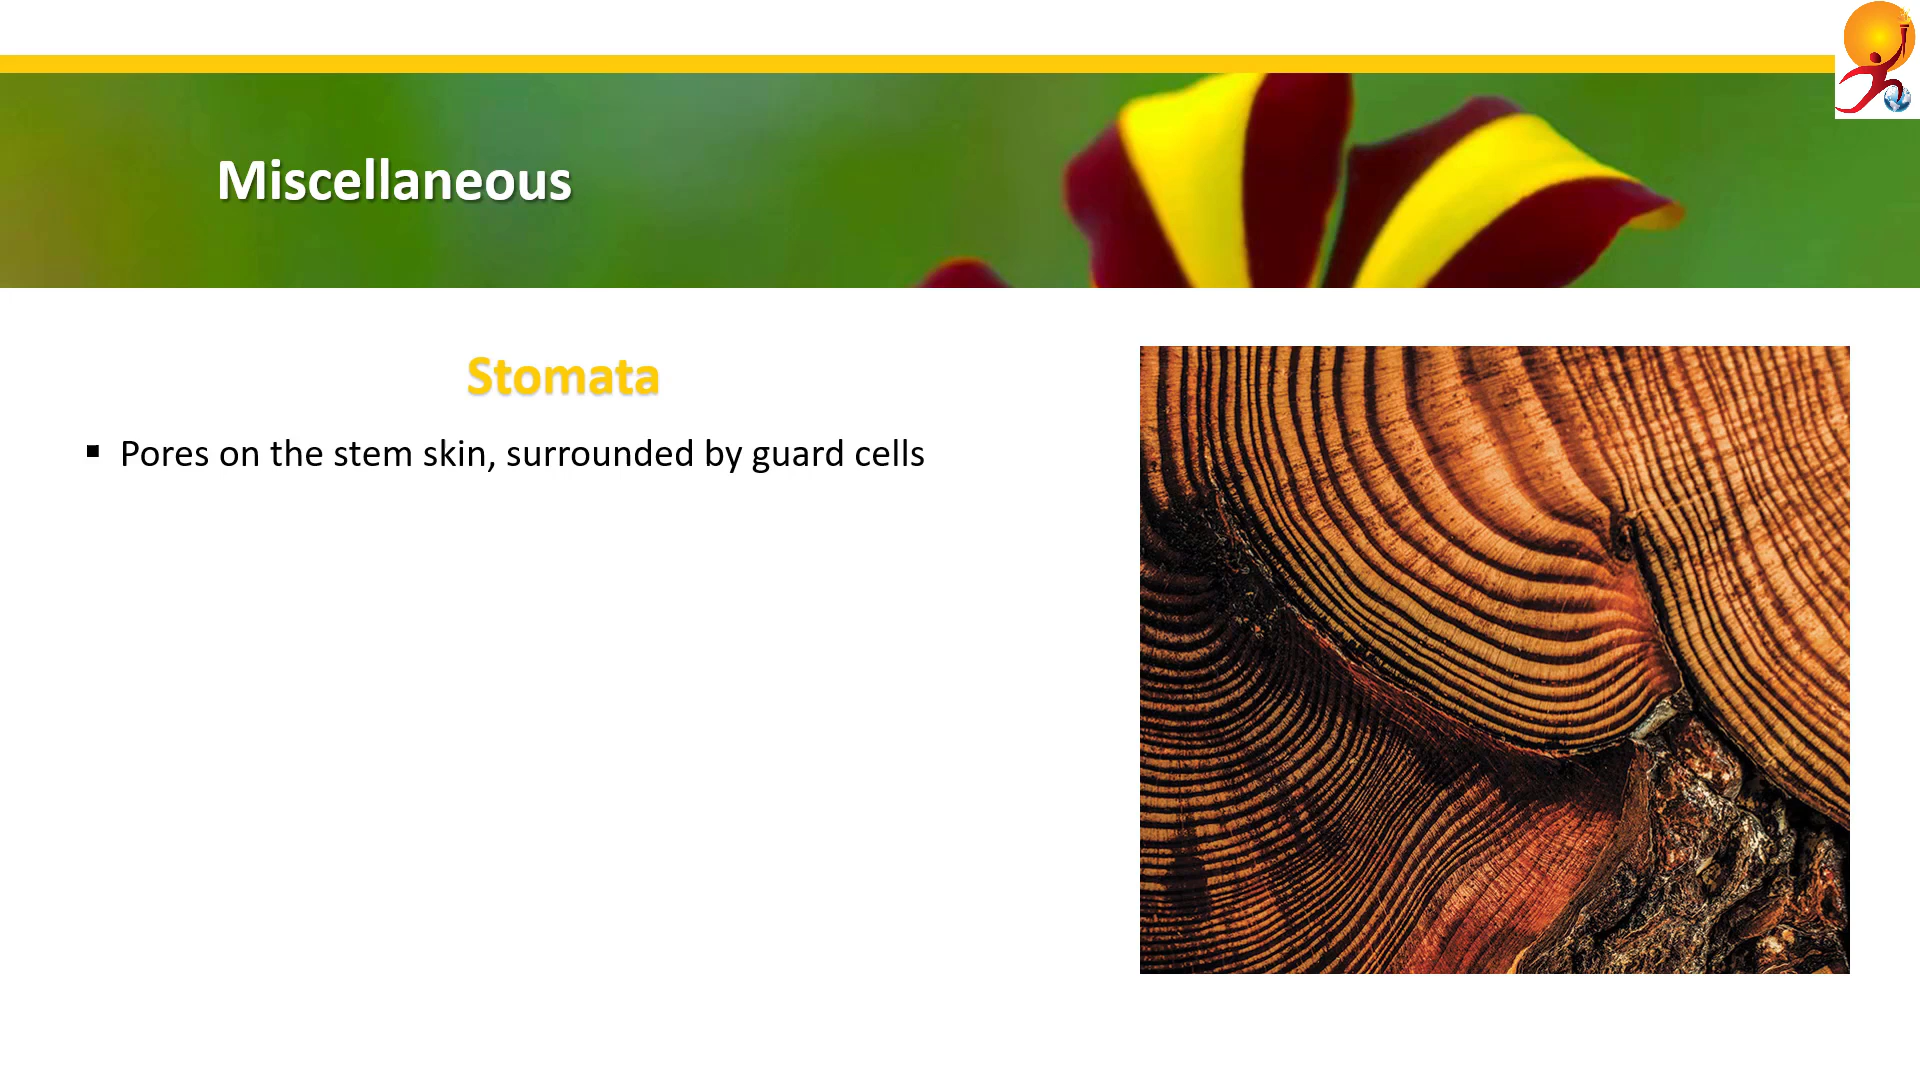 Miscellaneous
Stomata
▪ Pores on the stem skin, surrounded by guard cells